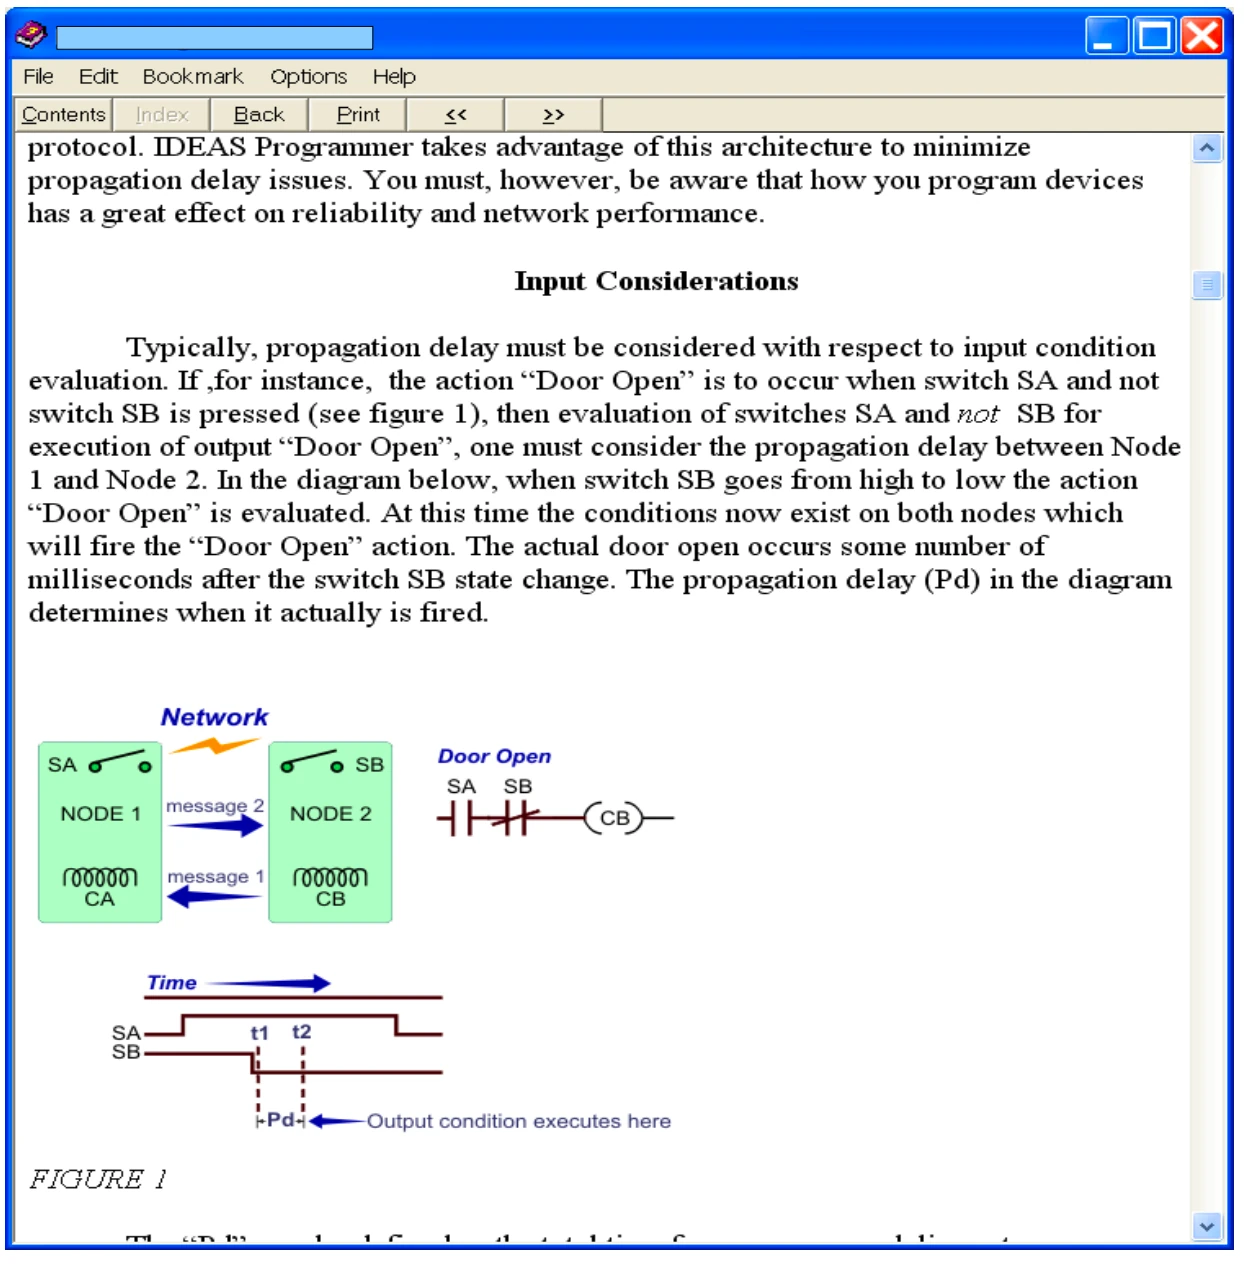 File Edit Bookmark Options Help
Contents Index Back Print << >>
protocol. IDEAS Programmer takes advantage of this architecture to minimize
propagation delay issues. You must, however, be aware that how you program devices
has a great effect on reliability and network performance.
Input Considerations
Typically, propagation delay must be considered with respect to input condition
evaluation. If ,for instance, the action “Door Open” is to occur when switch SA and not
switch SB is pressed (see figure 1), then evaluation of switches SA and not SB for
execution of output “Door Open”, one must consider the propagation delay between Node
1 and Node 2. In the diagram below, when switch SB goes from high to low the action
“Door Open” is evaluated. At this time the conditions now exist on both nodes which
will fire the “Door Open” action. The actual door open occurs some number of
milliseconds after the switch SB state change. The propagation delay (Pd) in the diagram
determines when it actually is fired.
Network
SA
SB
NODE 1
message 2
NODE 2
message 1
CA
CB
Door Open
SA SB
CB
Time
SA
t1 t2
SB
Pd
Output condition executes here
FIGURE 1